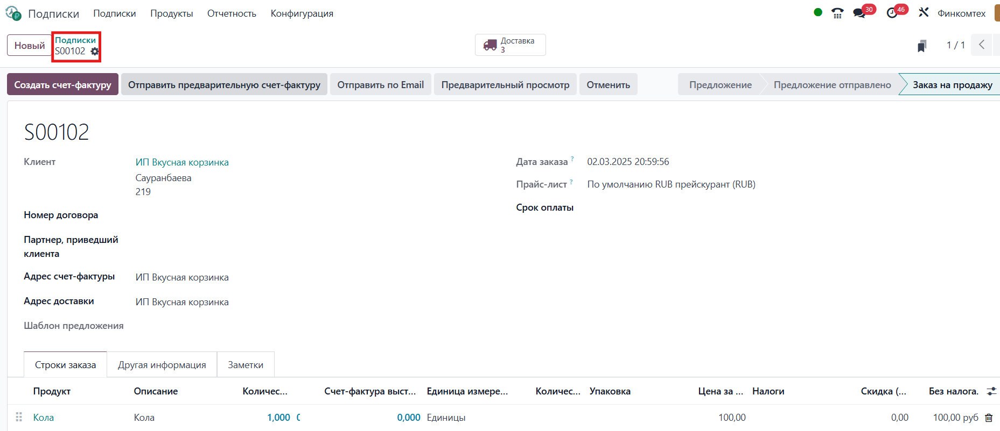 Подписки Подписки Продукты Отчетность Конфигурация 30 46 Финкомтех
Новый Подписки
S00102
Доставка
3
1 / 1
Создать счет-фактуру Отправить предварительную счет-фактуру Отправить по Email Предварительный просмотр Отменить Предложение Предложение отправлено Заказ на продажу
S00102
Клиент ИП Вкусная корзинка
Сауранбаева
219
Дата заказа ? 02.03.2025 20:59:56
Прайс-лист ? По умолчанию RUB прейскурант (RUB)
Срок оплаты
Номер договора
Партнер, приведший
клиента
Адрес счет-фактуры ИП Вкусная корзинка
Адрес доставки ИП Вкусная корзинка
Шаблон предложения
Строки заказа Другая информация Заметки
Продукт Описание Количес... Счет-фактура выст... Единица измере... Количес... Упаковка Цена за ... Налоги Скидка (... Без налога.
Кола Кола 1,000 0,000 Единицы 100,00 0,00 100,00 руб